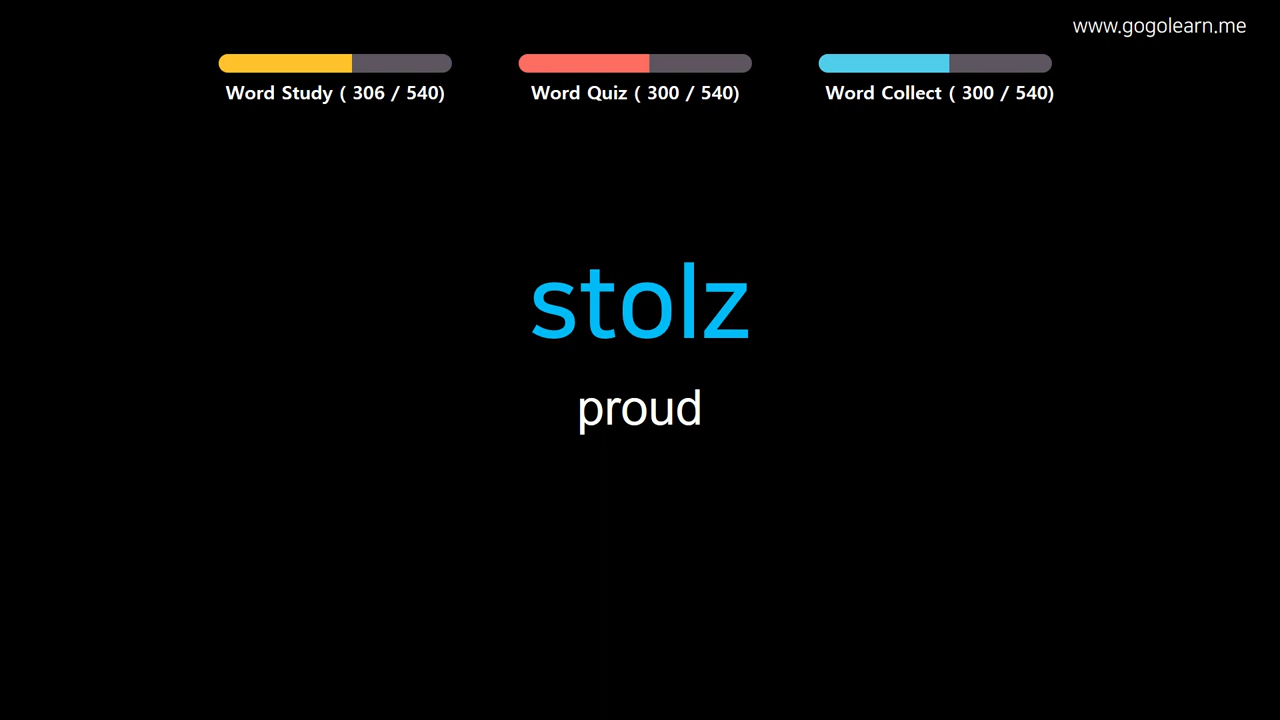 www.gogolearn.me
Word Study ( 306 / 540)
Word Quiz ( 300 / 540)
Word Collect ( 300 / 540)
stolz
proud